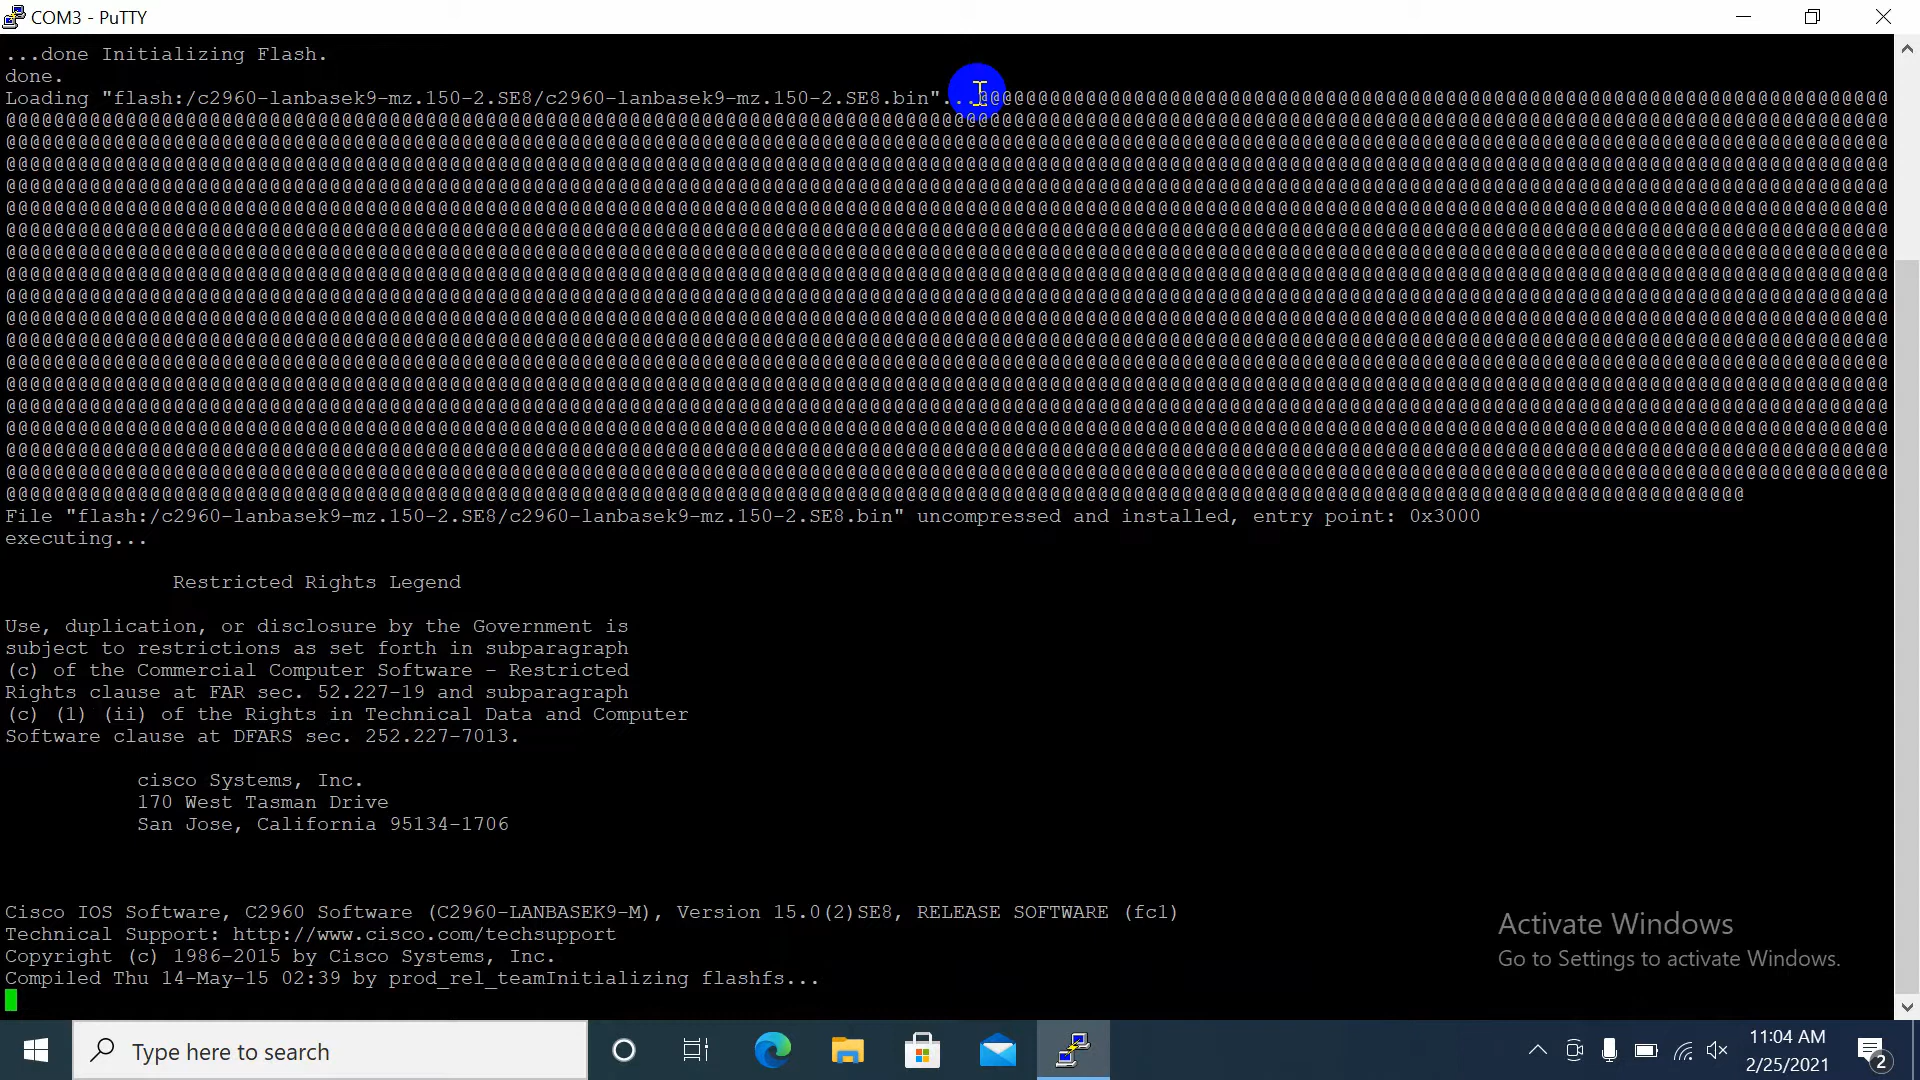 COM3 - PuTTY
...done Initializing Flash.
done.
Loading "flash:/c2960-lanbasek9-mz.150-2.SE8/c2960-lanbasek9-mz.150-2.SE8.bin"...@@@@@@@@@@@@@@@@@@@@@@@@@@@@@@@@@@@@@@@@@@@@@@@@@@@@@@@@@@@@@@@@@@@@@@@@@@@@
File "flash:/c2960-lanbasek9-mz.150-2.SE8/c2960-lanbasek9-mz.150-2.SE8.bin" uncompressed and installed, entry point: 0x3000
executing...
Restricted Rights Legend
Use, duplication, or disclosure by the Government is
subject to restrictions as set forth in subparagraph
(c) of the Commercial Computer Software - Restricted
Rights clause at FAR sec. 52.227-19 and subparagraph
(c) (1) (ii) of the Rights in Technical Data and Computer
Software clause at DFARS sec. 252.227-7013.
cisco Systems, Inc.
170 West Tasman Drive
San Jose, California 95134-1706
Cisco IOS Software, C2960 Software (C2960-LANBASEK9-M), Version 15.0(2)SE8, RELEASE SOFTWARE (fc1)
Technical Support: http://www.cisco.com/techsupport
Copyright (c) 1986-2015 by Cisco Systems, Inc.
Compiled Thu 14-May-15 02:39 by prod_rel_teamInitializing flashfs...
Activate Windows
Go to Settings to activate Windows.
Type here to search
11:04 AM
2/25/2021
2